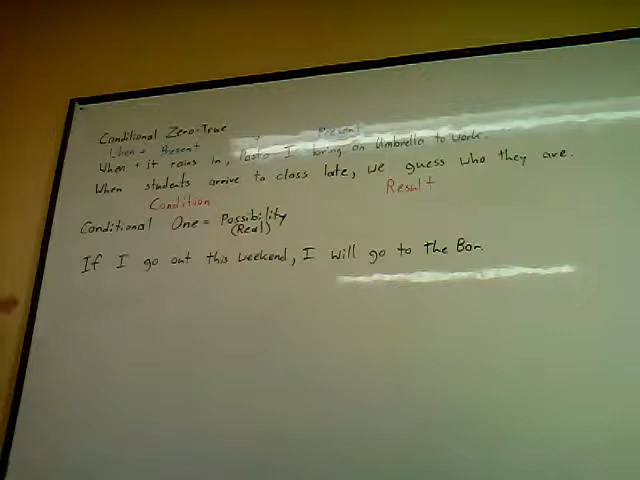 Conditional Zero-True
When + Present , Present
When it rains in Pasto I bring an Umbrella to work.
When students arrive to class late, we guess who they are.
Condition Result
Conditional One = Possibility
(Real)
If I go out this weekend, I will go to the Bar.